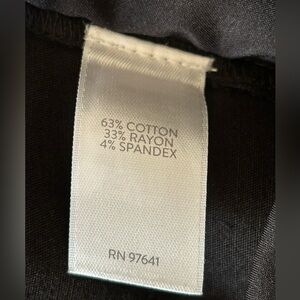 63% COTTON
33% RAYON
4% SPANDEX
RN 97641